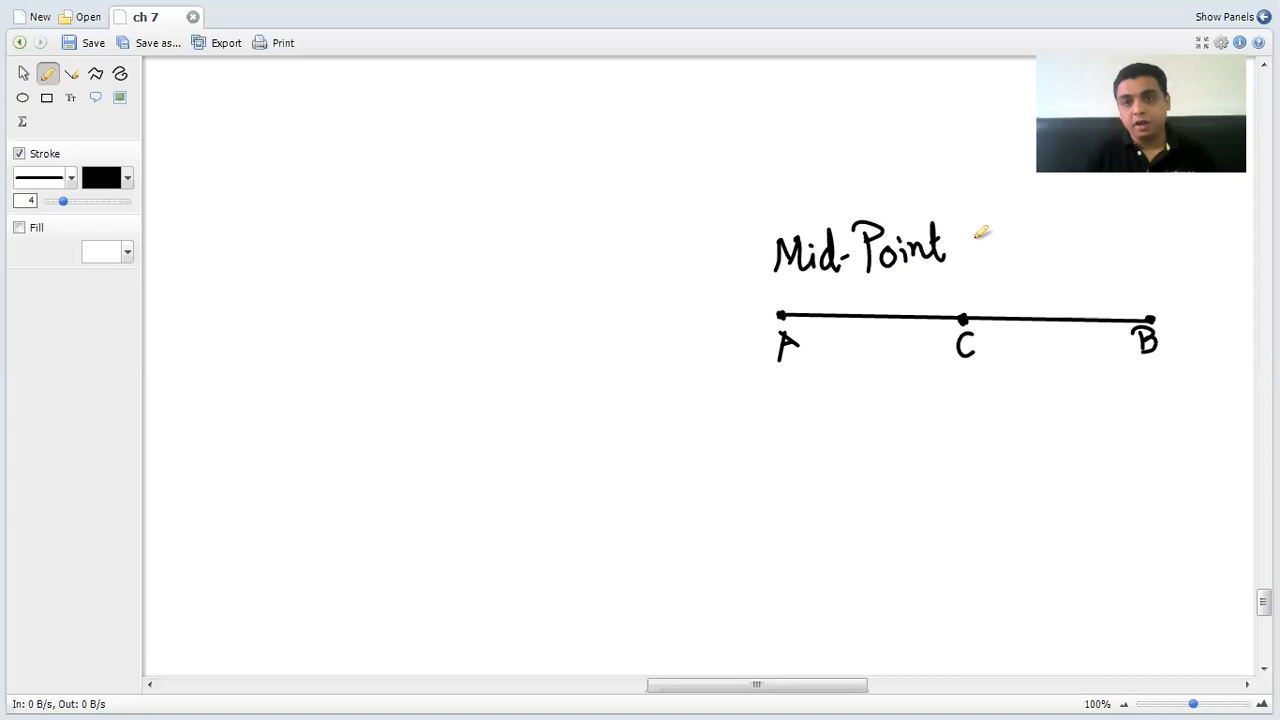 New Open ch 7 Show Panels
Save Save as... Export Print
Tr
Σ
Stroke
4
Fill
Mid-Point
A C B
In: 0 B/s, Out: 0 B/s 100%